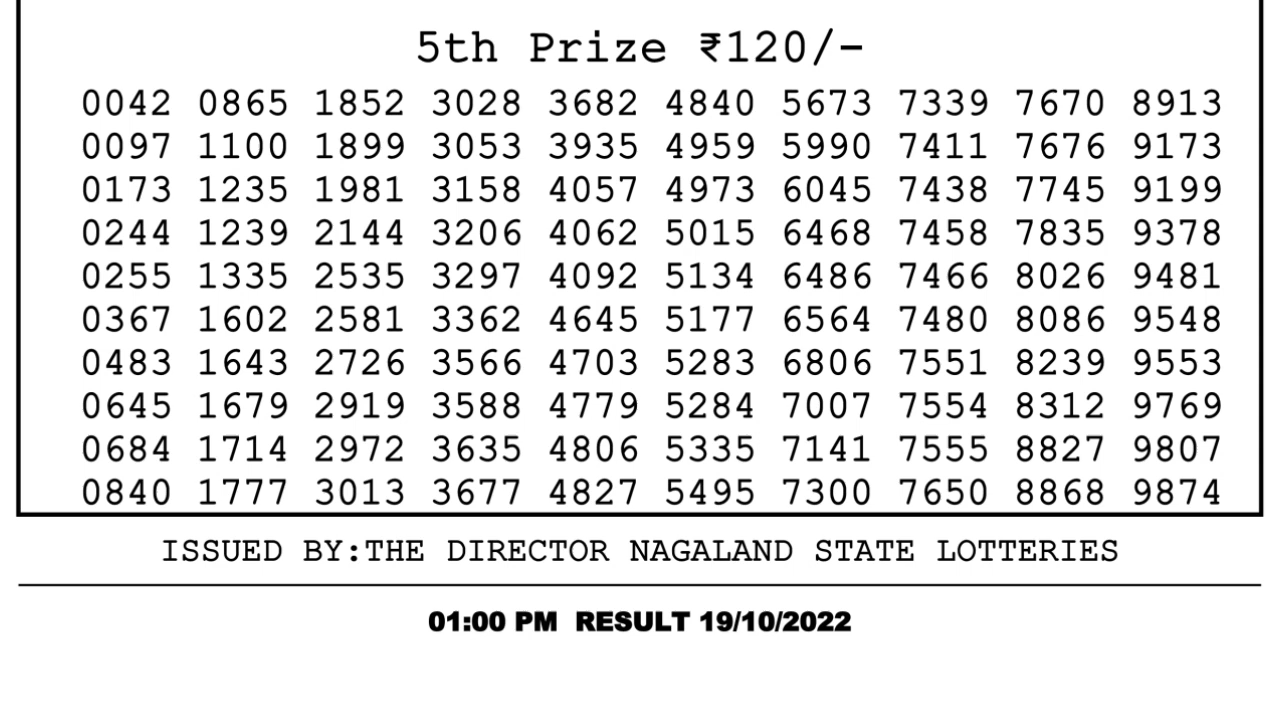 5th Prize ₹120/-
0042 0865 1852 3028 3682 4840 5673 7339 7670 8913
0097 1100 1899 3053 3935 4959 5990 7411 7676 9173
0173 1235 1981 3158 4057 4973 6045 7438 7745 9199
0244 1239 2144 3206 4062 5015 6468 7458 7835 9378
0255 1335 2535 3297 4092 5134 6486 7466 8026 9481
0367 1602 2581 3362 4645 5177 6564 7480 8086 9548
0483 1643 2726 3566 4703 5283 6806 7551 8239 9553
0645 1679 2919 3588 4779 5284 7007 7554 8312 9769
0684 1714 2972 3635 4806 5335 7141 7555 8827 9807
0840 1777 3013 3677 4827 5495 7300 7650 8868 9874
ISSUED BY:THE DIRECTOR NAGALAND STATE LOTTERIES
01:00 PM RESULT 19/10/2022